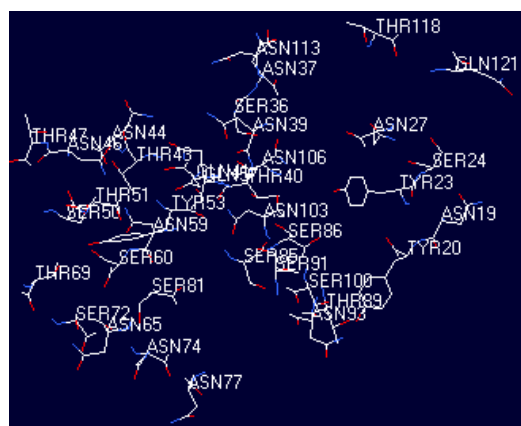 THR118
ASN113
ASN37
GLN121
SER36
ASN39
ASN27
THR47
ASN46
ASN44
THR43
ASN106
SER24
THR40
TYR23
THR51
SER50
TYR53
ASN103
ASN19
ASN59
SER86
TYR20
SER60
SER85
SER91
THR69
SER81
SER100
THR89
SER72
ASN65
ASN93
ASN74
ASN77